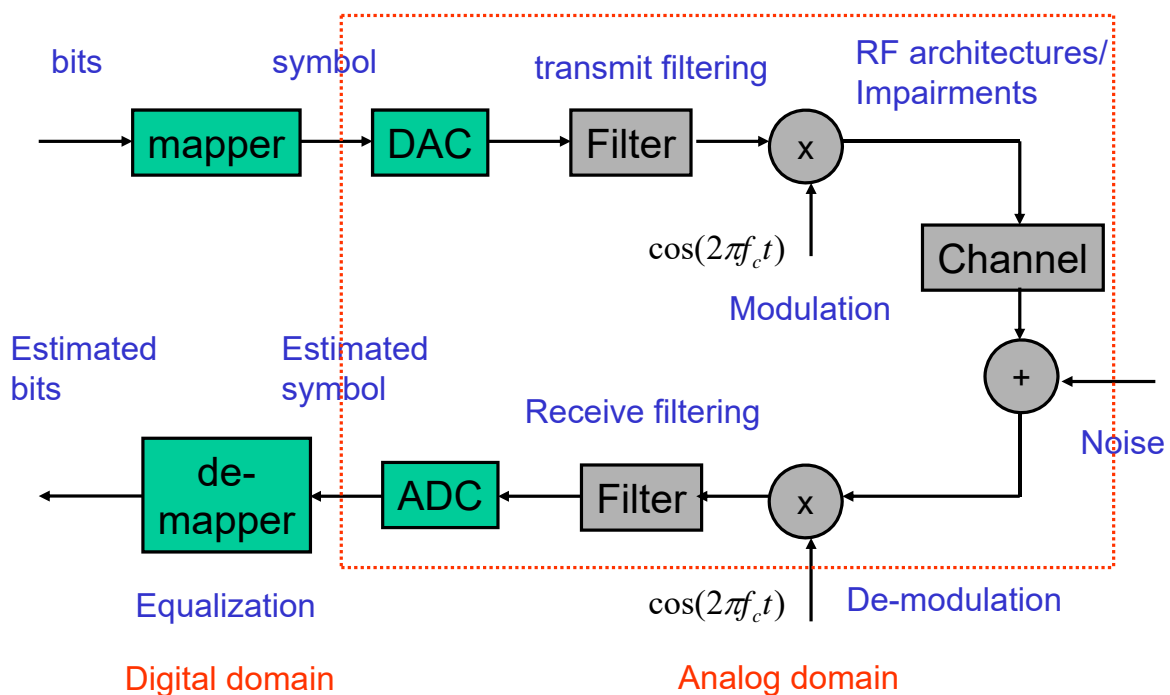 bits
symbol
transmit filtering
RF architectures/
Impairments
mapper
DAC
Filter
x
cos(2πf_c t)
Modulation
Channel
+
Noise
Estimated
bits
Estimated
symbol
Receive filtering
de-
mapper
ADC
Filter
x
Equalization
cos(2πf_c t)
De-modulation
Digital domain
Analog domain